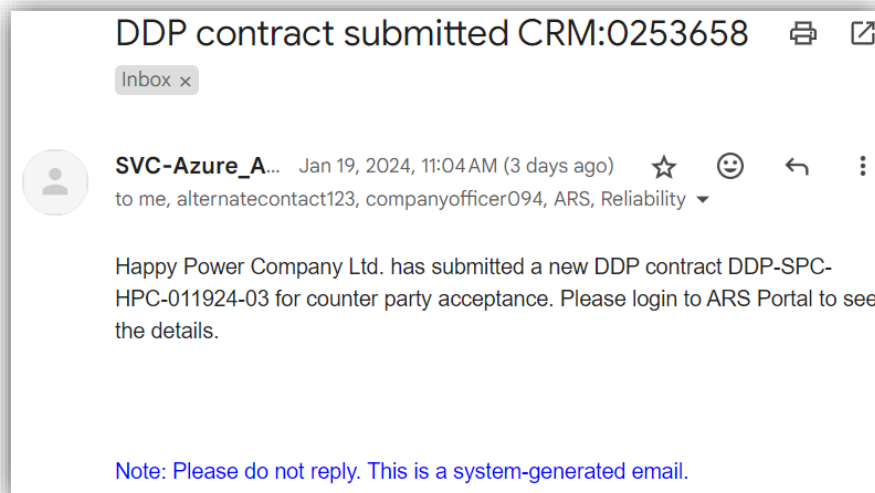 DDP contract submitted CRM:0253658
Inbox ×
SVC-Azure_A... Jan 19, 2024, 11:04 AM (3 days ago)
to me, alternatecontact123, companyofficer094, ARS, Reliability
Happy Power Company Ltd. has submitted a new DDP contract DDP-SPC-
HPC-011924-03 for counter party acceptance. Please login to ARS Portal to see
the details.
Note: Please do not reply. This is a system-generated email.